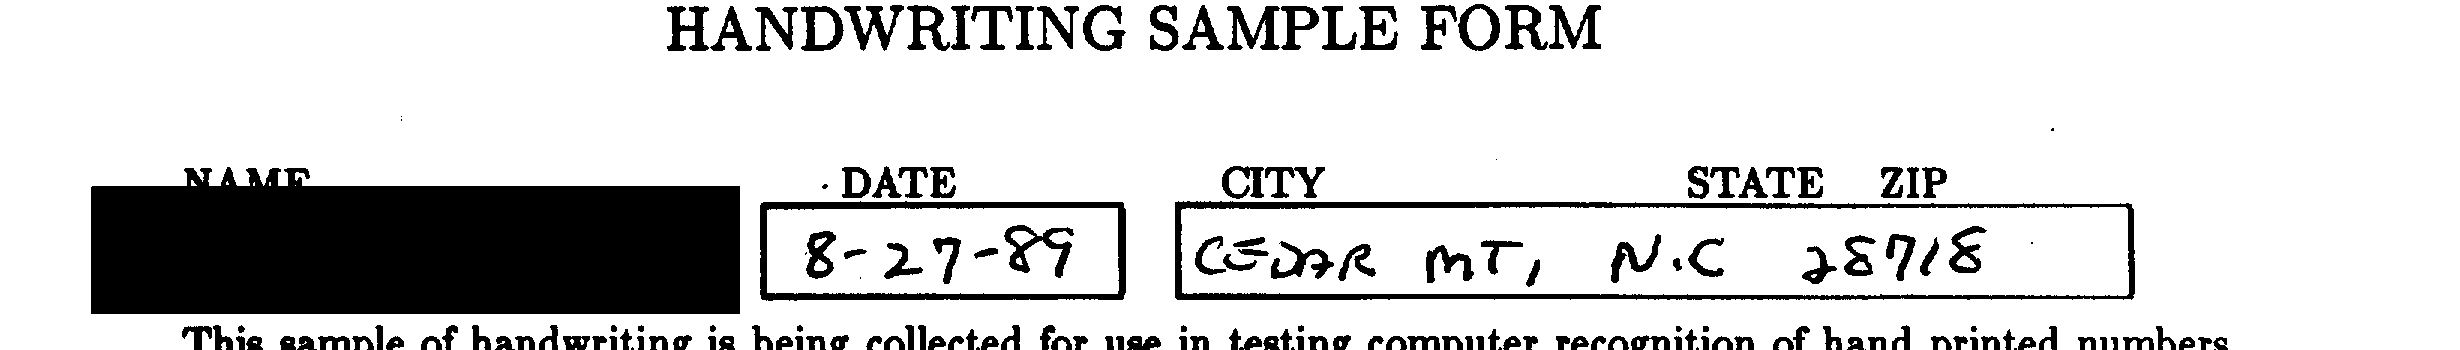 HANDWRITING SAMPLE FORM
NAME DATE CITY STATE ZIP
8-27-89 CEDAR MT, N.C 28718
This sample of handwriting is being collected for use in testing computer recognition of hand printed numbers